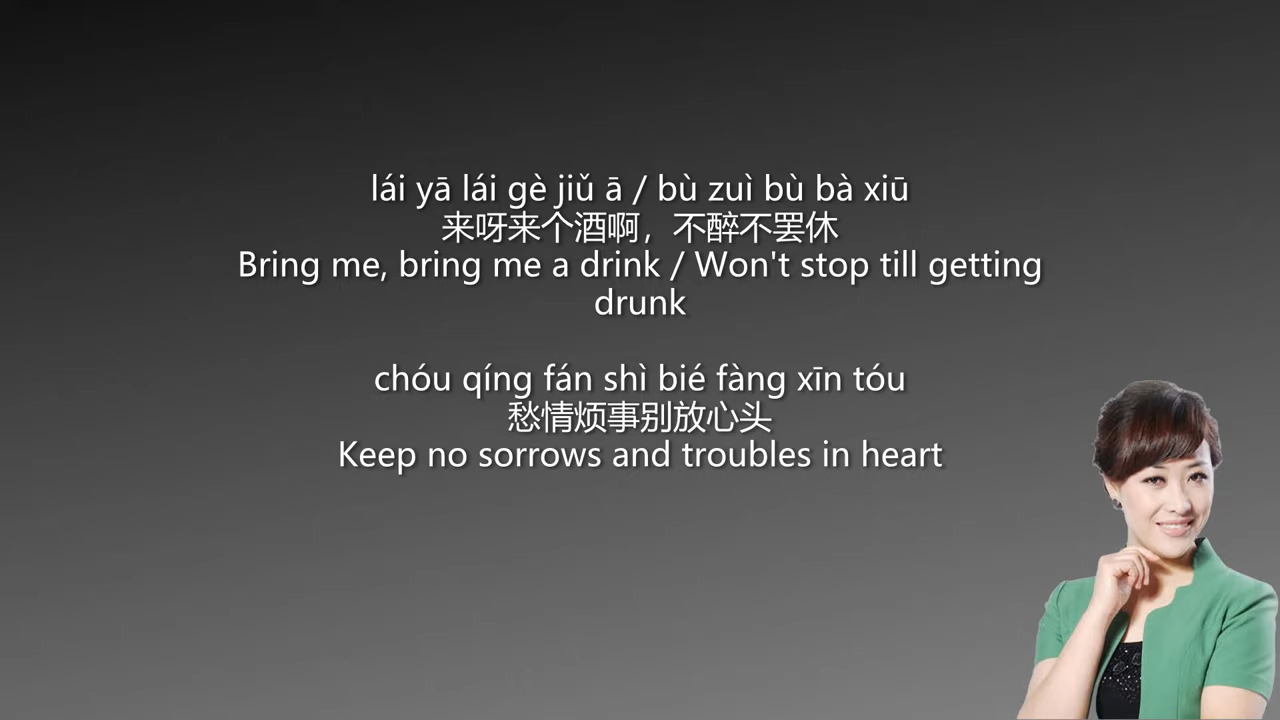 lái yā lái gè jiǔ ā / bù zuì bù bà xiū
来呀来个酒啊，不醉不罢休
Bring me, bring me a drink / Won't stop till getting
drunk
chóu qíng fán shì bié fàng xīn tóu
愁情烦事别放心头
Keep no sorrows and troubles in heart